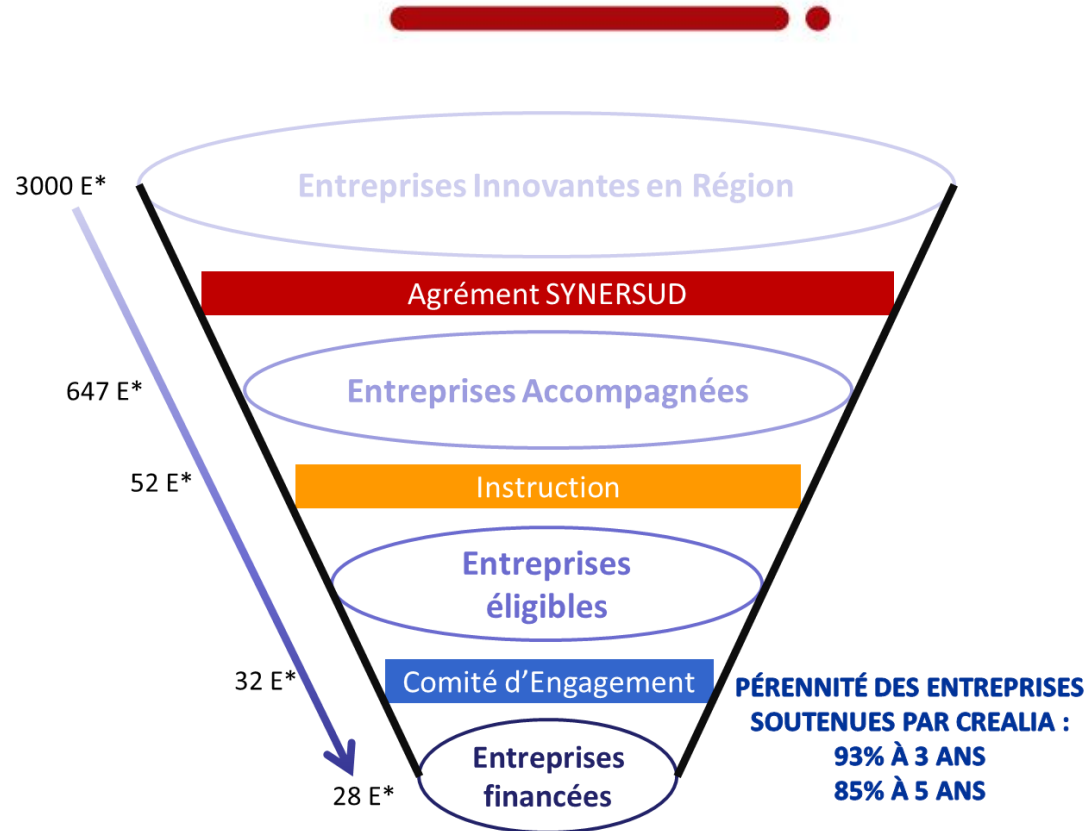 3000 E*
Entreprises Innovantes en Région
Agrément SYNERSUD
647 E*
Entreprises Accompagnées
52 E*
Instruction
Entreprises
éligibles
32 E*
Comité d’Engagement
PÉRENNITÉ DES ENTREPRISES
SOUTENUES PAR CREALIA :
93% À 3 ANS
85% À 5 ANS
Entreprises
financées
28 E*